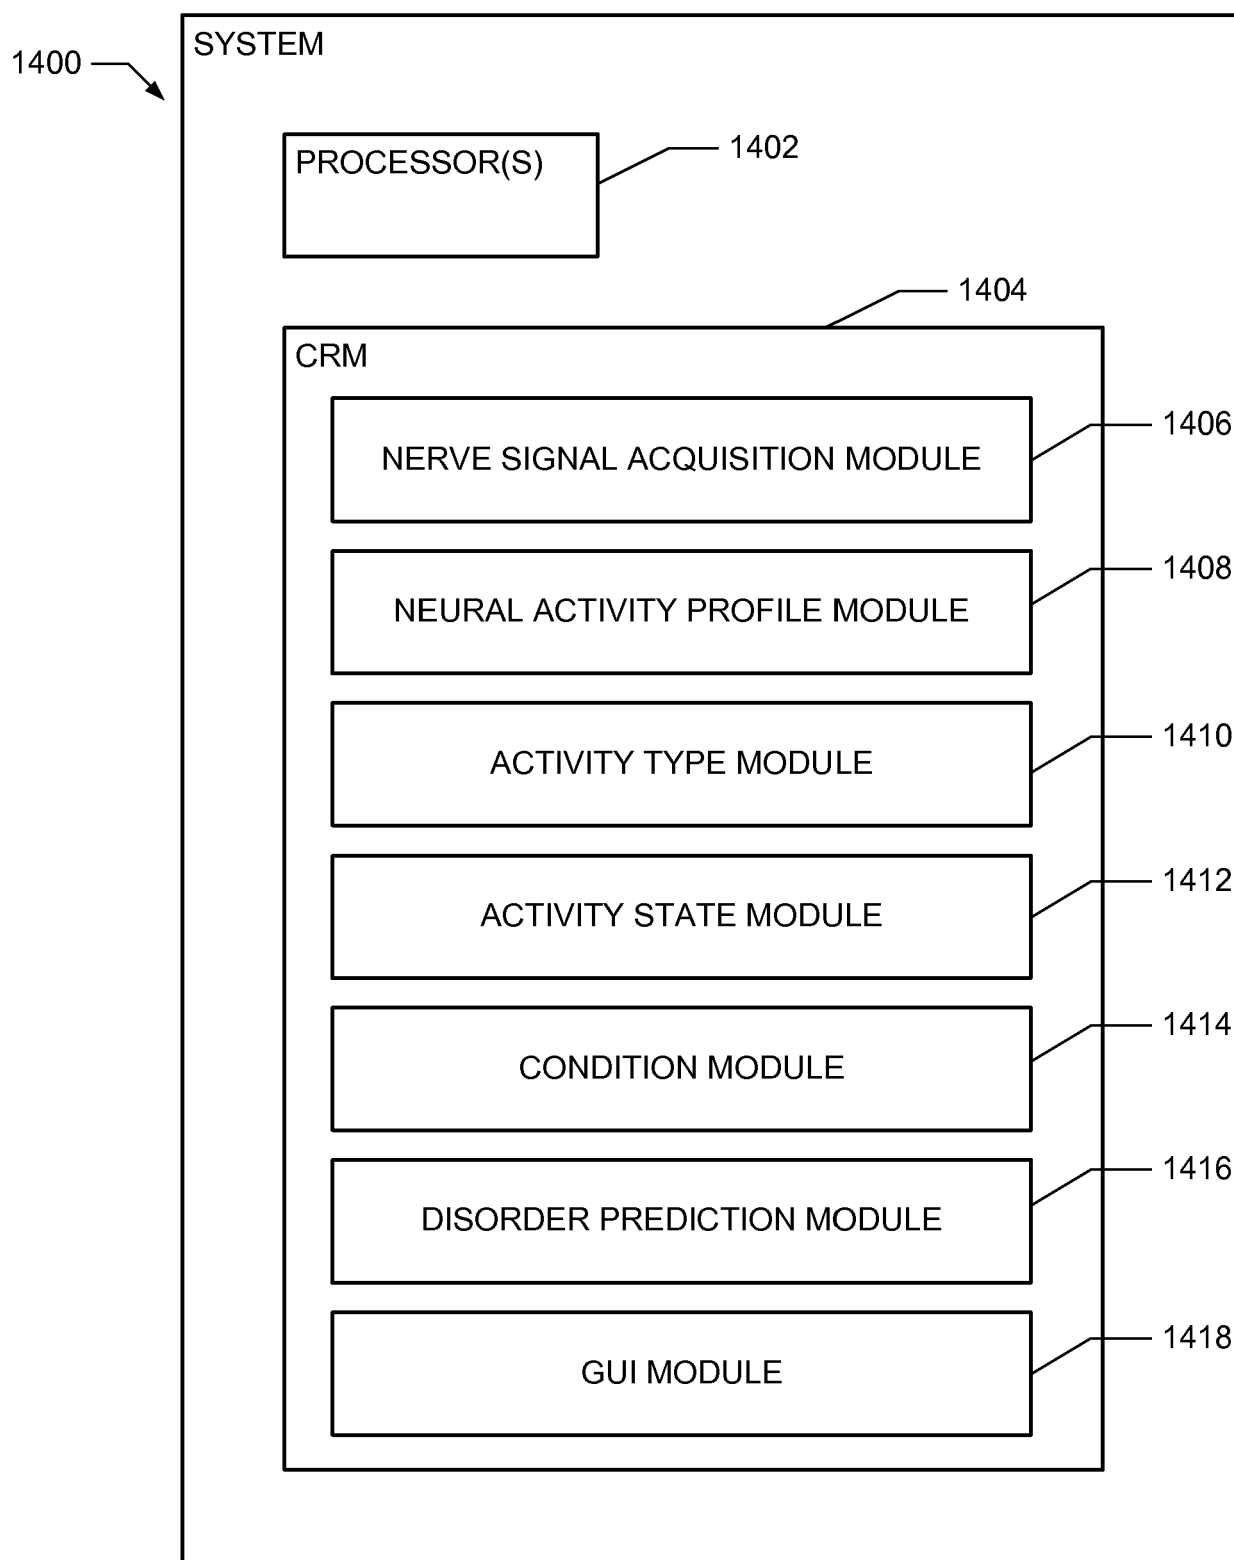 SYSTEM
1400
PROCESSOR(S)
1402
1404
CRM
NERVE SIGNAL ACQUISITION MODULE
1406
NEURAL ACTIVITY PROFILE MODULE
1408
ACTIVITY TYPE MODULE
1410
ACTIVITY STATE MODULE
1412
CONDITION MODULE
1414
DISORDER PREDICTION MODULE
1416
GUI MODULE
1418